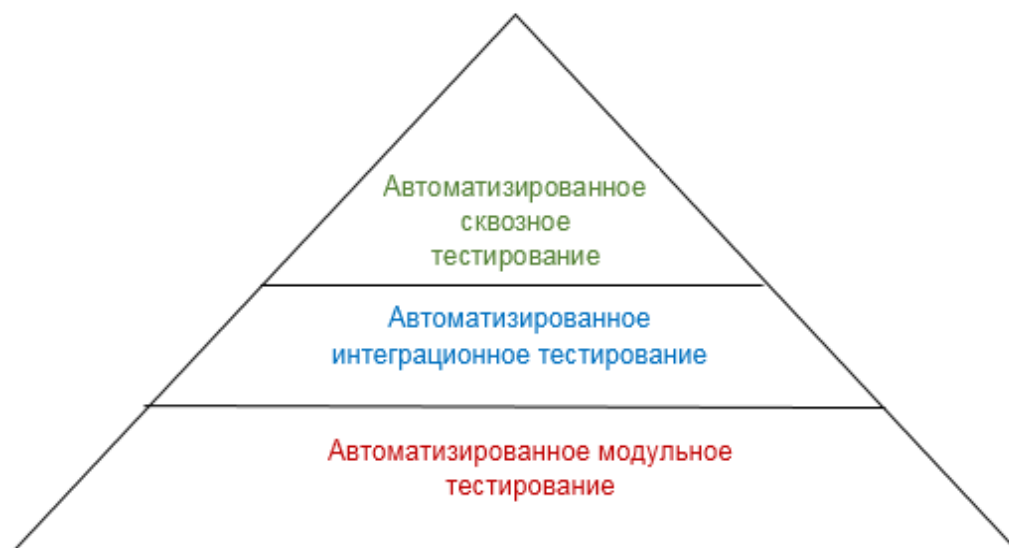 Автоматизированное
сквозное
тестирование
Автоматизированное
интеграционное тестирование
Автоматизированное модульное
тестирование